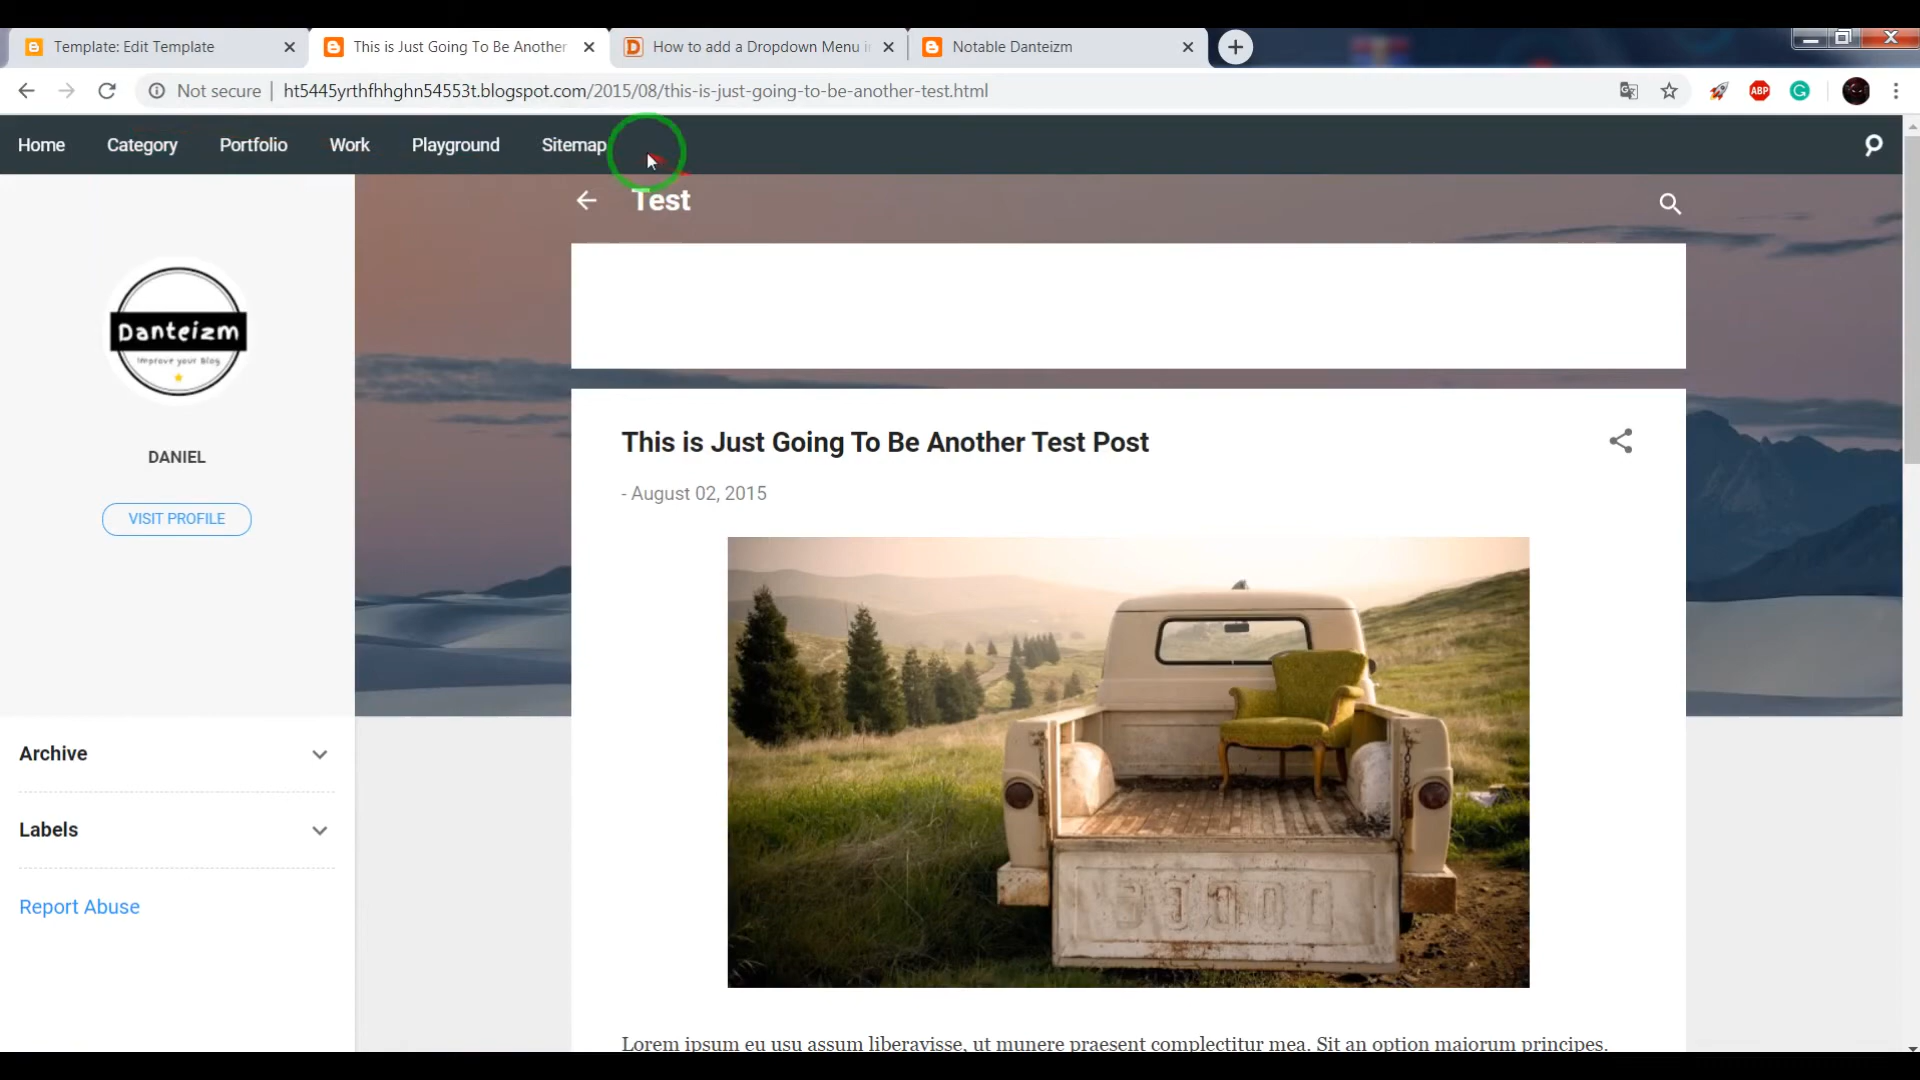 Template: Edit Template
This is Just Going To Be Another
How to add a Dropdown Menu i
Notable Danteizm
Not secure | ht5445yrthfhhghn54553t.blogspot.com/2015/08/this-is-just-going-to-be-another-test.html
ABP
Home Category Portfolio Work Playground Sitemap
Test
Danteizm
Improve your Blog
DANIEL
VISIT PROFILE
This is Just Going To Be Another Test Post
- August 02, 2015
Archive
Labels
Report Abuse
Lorem ipsum eu usu assum liberavisse, ut munere praesent complectitur mea. Sit an option maiorum principes.